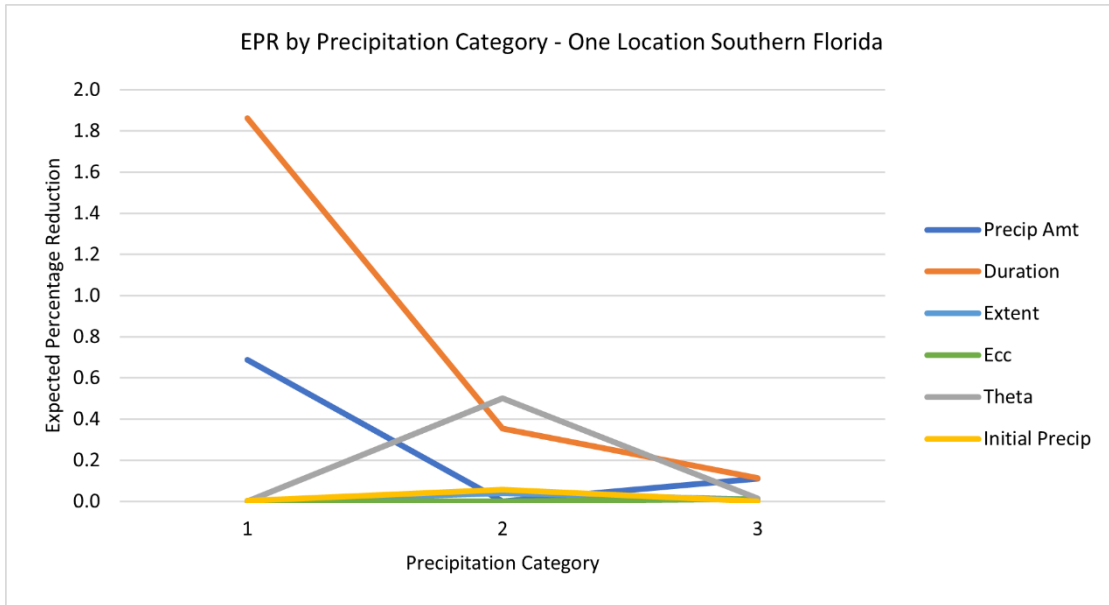 EPR by Precipitation Category - One Location Southern Florida
Expected Percentage Reduction
2.0
1.8
1.6
1.4
1.2
1.0
0.8
0.6
0.4
0.2
0.0
1 2 3
Precipitation Category
Precip Amt
Duration
Extent
Ecc
Theta
Initial Precip